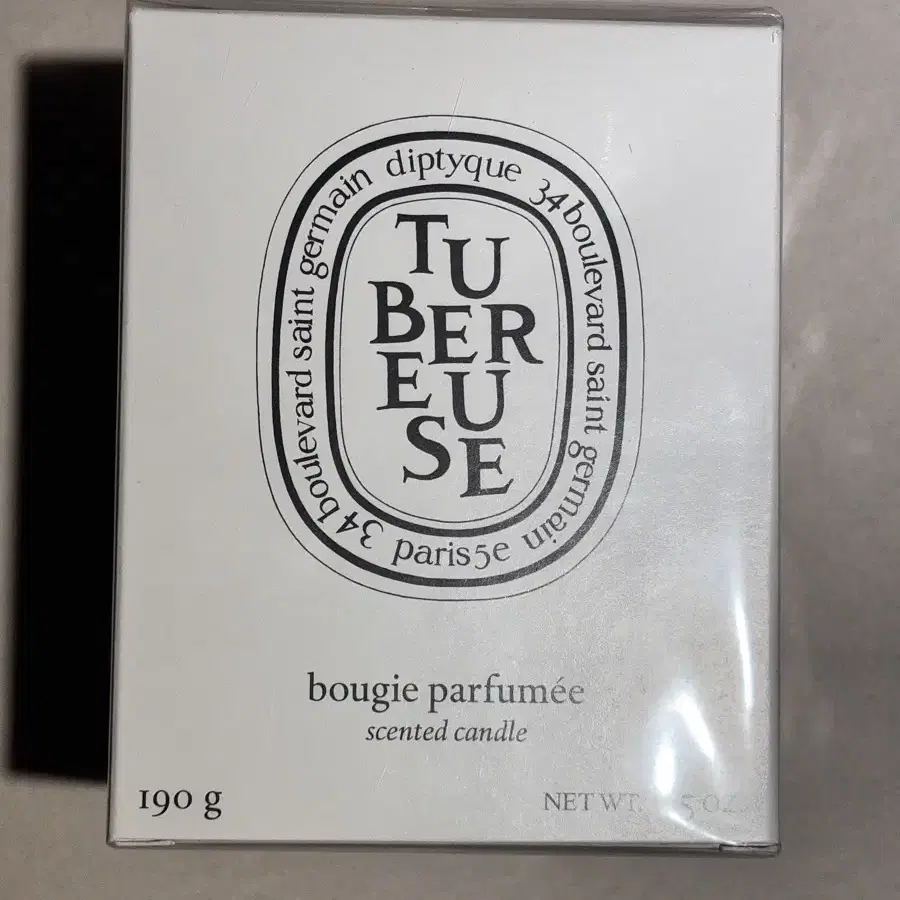 diptyque 34 boulevard saint germain paris5e 34 boulevard saint germain
TU
BER
EU
SE
bougie parfumée
scented candle
190 g
NET WT. 5 OZ.